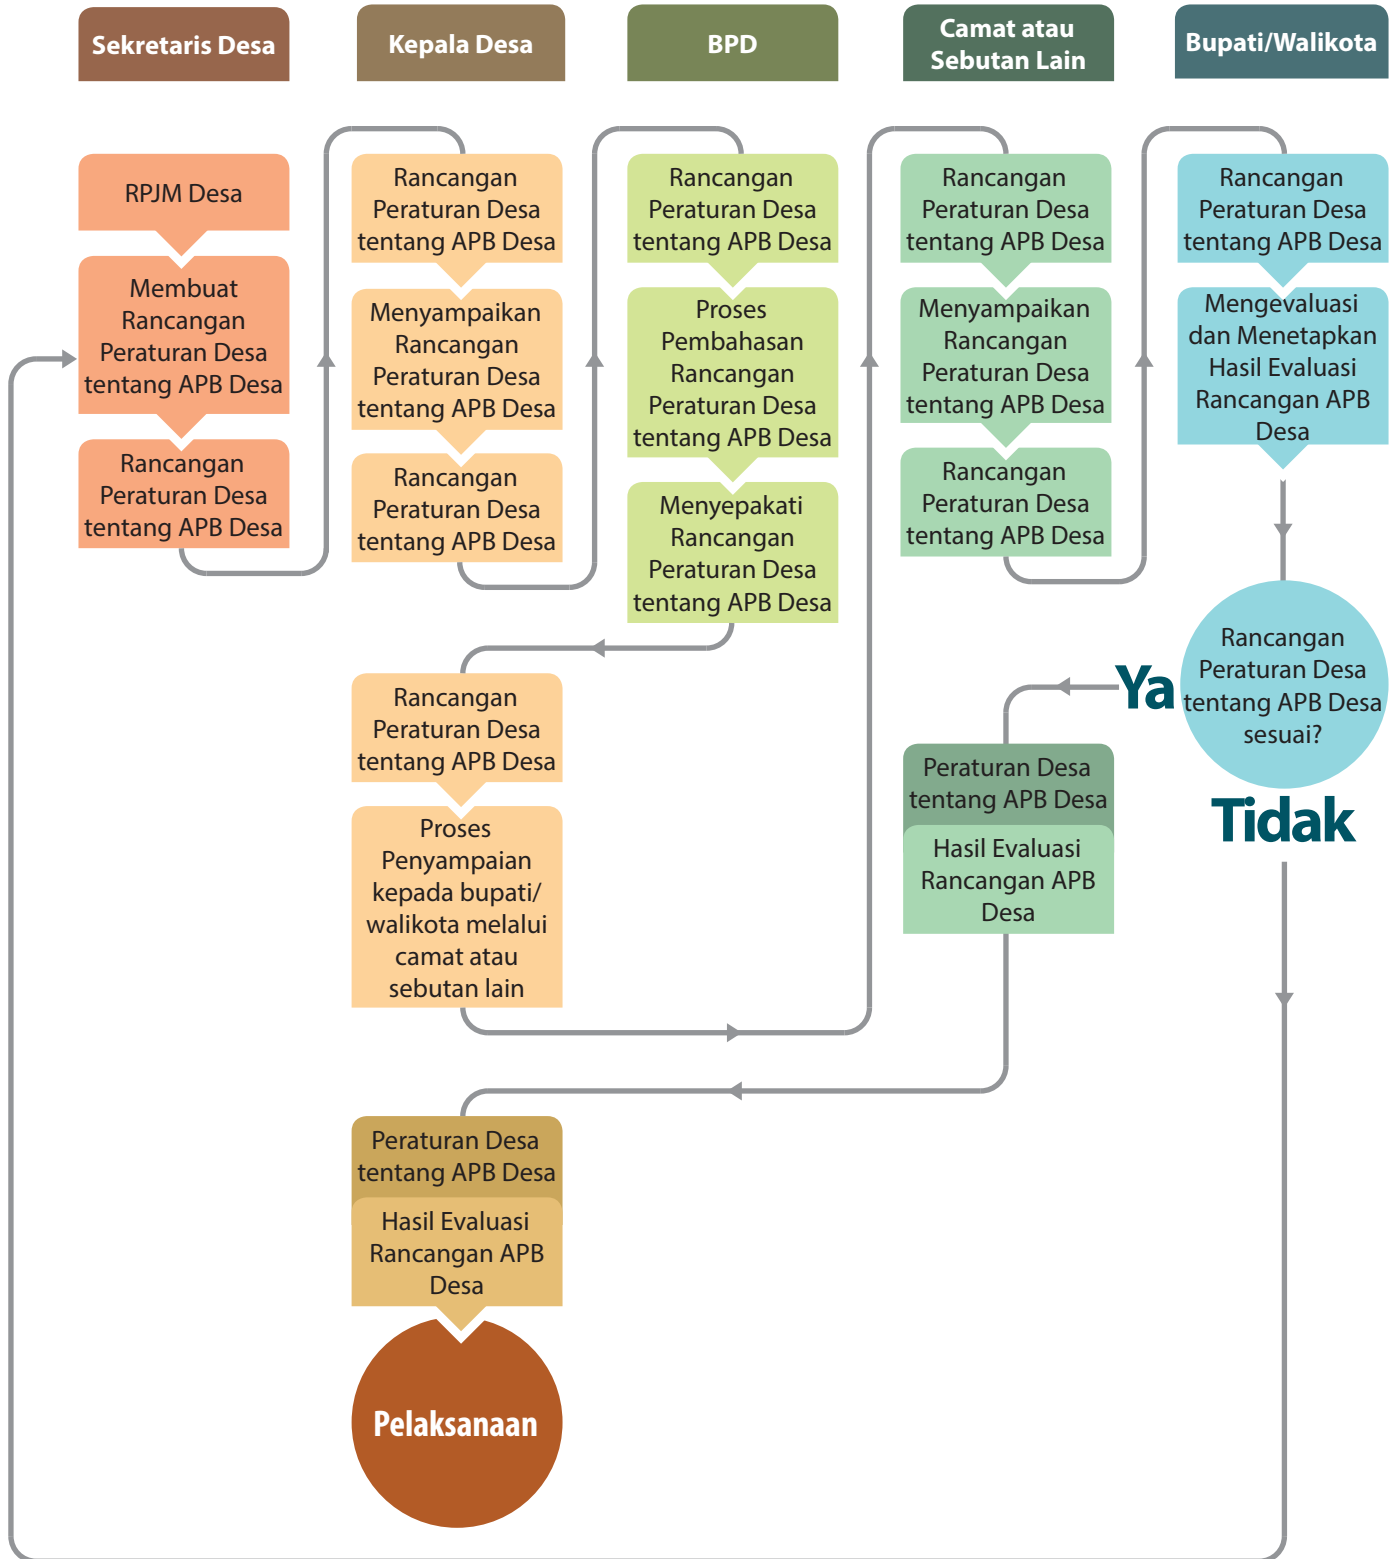 Sekretaris Desa
Kepala Desa
BPD
Camat atau
Sebutan Lain
Bupati/Walikota
RPJM Desa
Membuat
Rancangan
Peraturan Desa
tentang APB Desa
Rancangan
Peraturan Desa
tentang APB Desa
Rancangan
Peraturan Desa
tentang APB Desa
Menyampaikan
Rancangan
Peraturan Desa
tentang APB Desa
Rancangan
Peraturan Desa
tentang APB Desa
Rancangan
Peraturan Desa
tentang APB Desa
Proses
Pembahasan
Rancangan
Peraturan Desa
tentang APB Desa
Menyepakati
Rancangan
Peraturan Desa
tentang APB Desa
Rancangan
Peraturan Desa
tentang APB Desa
Proses
Penyampaian
kepada bupati/
walikota melalui
camat atau
sebutan lain
Rancangan
Peraturan Desa
tentang APB Desa
Menyampaikan
Rancangan
Peraturan Desa
tentang APB Desa
Rancangan
Peraturan Desa
tentang APB Desa
Rancangan
Peraturan Desa
tentang APB Desa
Mengevaluasi
dan Menetapkan
Hasil Evaluasi
Rancangan APB
Desa
Rancangan
Peraturan Desa
tentang APB Desa
sesuai?
Ya
Tidak
Peraturan Desa
tentang APB Desa
Hasil Evaluasi
Rancangan APB
Desa
Peraturan Desa
tentang APB Desa
Hasil Evaluasi
Rancangan APB
Desa
Pelaksanaan